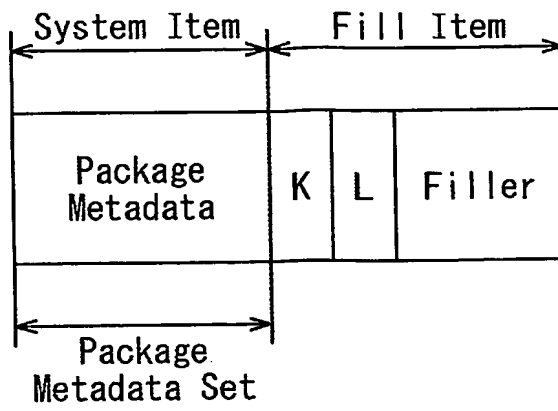 System Item
Fill Item
Package
Metadata
K
L
Filler
Package
Metadata Set